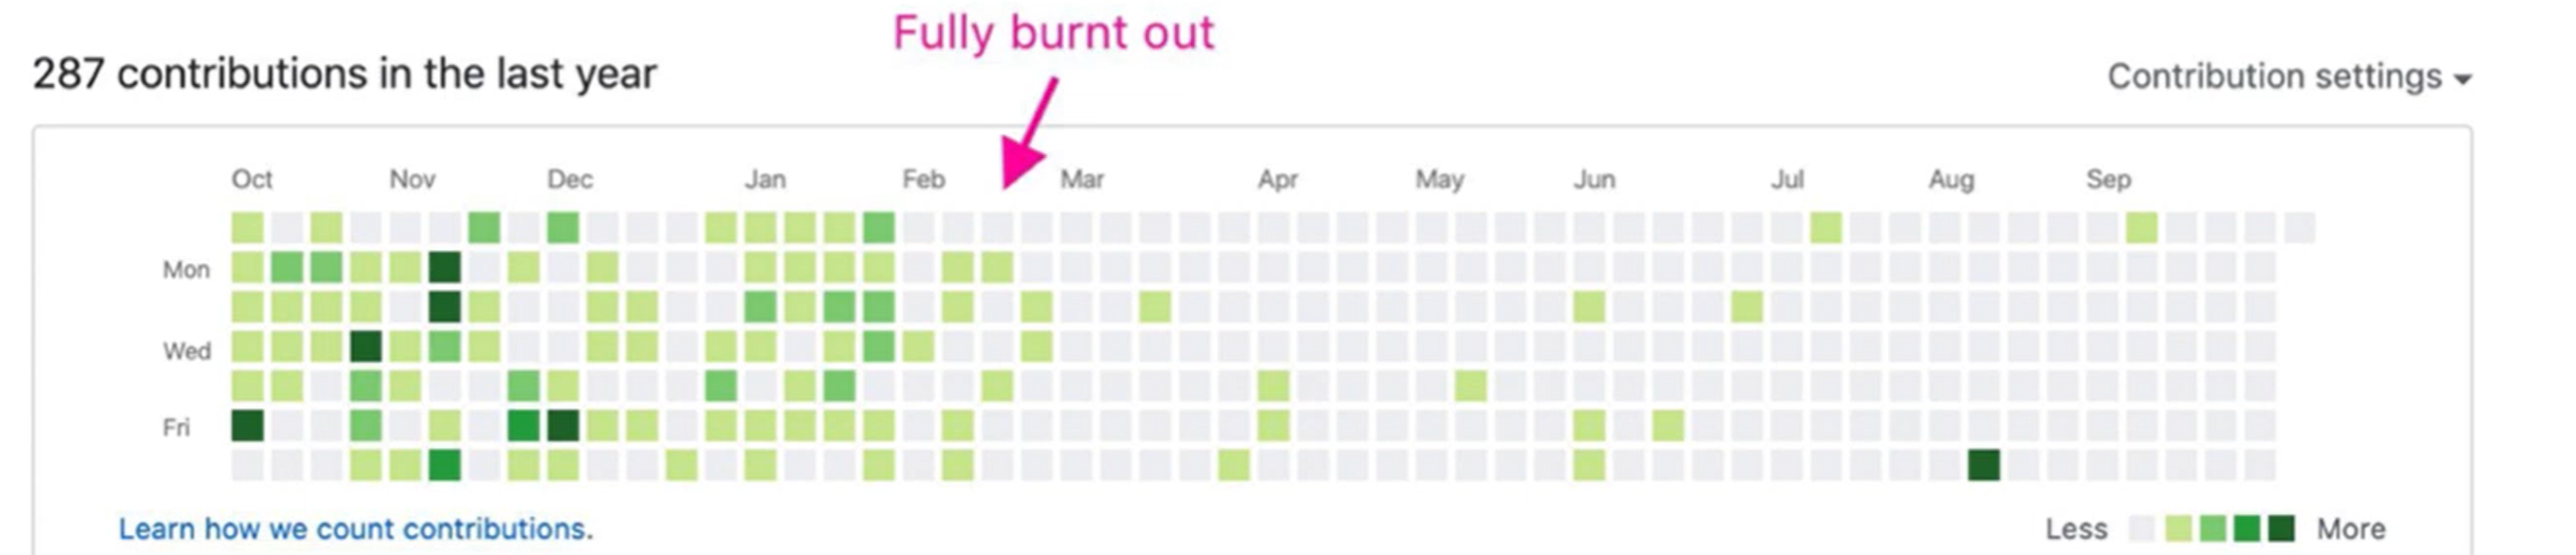 Fully burnt out
287 contributions in the last year
Contribution settings
Oct Nov Dec Jan Feb Mar Apr May Jun Jul Aug Sep
Mon
Wed
Fri
Learn how we count contributions.
Less More